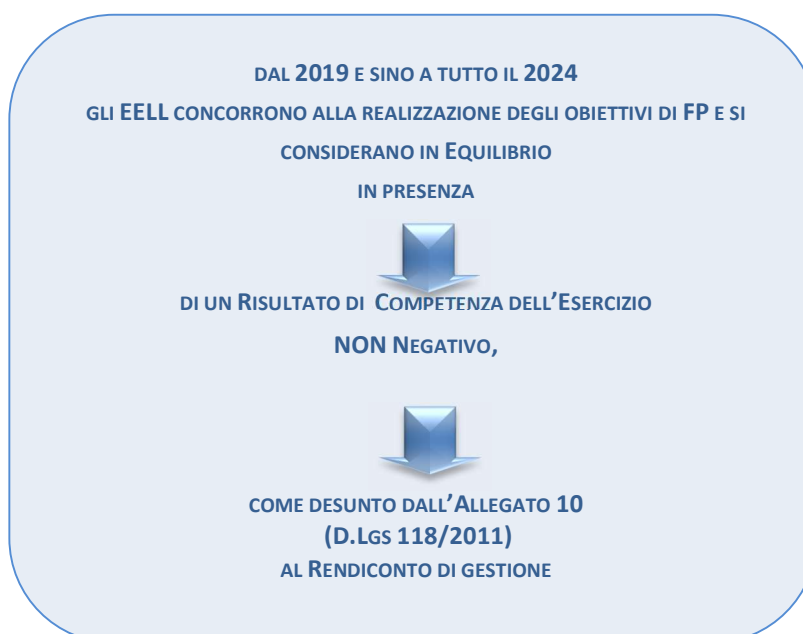 DAL 2019 E SINO A TUTTO IL 2024
GLI EELL CONCORRONO ALLA REALIZZAZIONE DEGLI OBIETTIVI DI FP E SI
CONSIDERANO IN EQUILIBRIO
IN PRESENZA
DI UN RISULTATO DI COMPETENZA DELL'ESERCIZIO
NON NEGATIVO,
COME DESUNTO DALL'ALLEGATO 10
(D.LGS 118/2011)
AL RENDICONTO DI GESTIONE